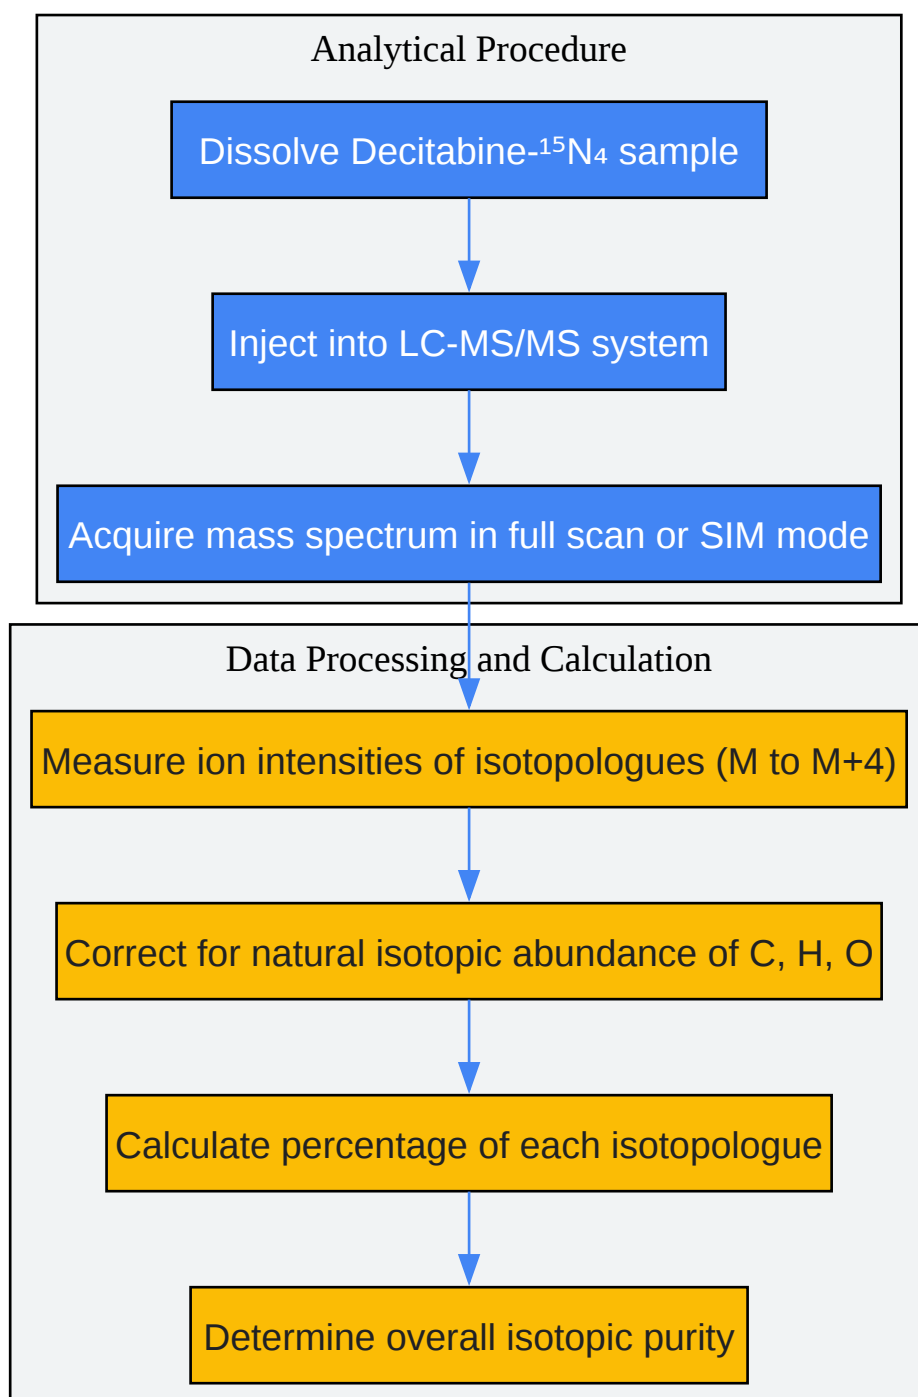 Analytical Procedure
Dissolve Decitabine-¹⁵N₄ sample
Inject into LC-MS/MS system
Acquire mass spectrum in full scan or SIM mode
Data Processing and Calculation
Measure ion intensities of isotopologues (M to M+4)
Correct for natural isotopic abundance of C, H, O
Calculate percentage of each isotopologue
Determine overall isotopic purity